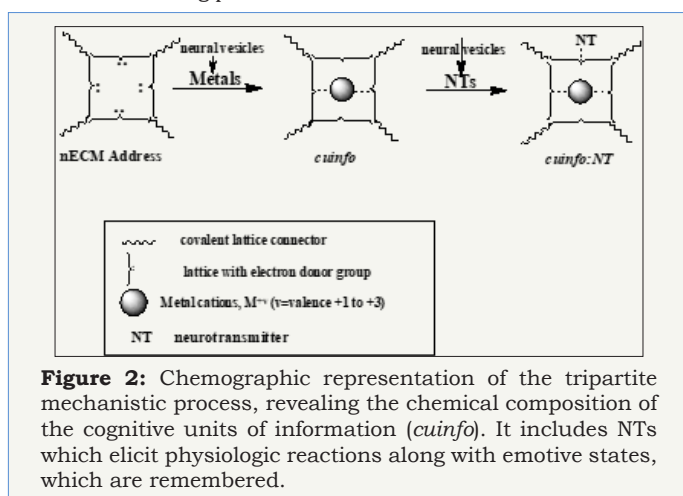 neural vesicles
Metals
neural vesicles
NTs
NT
nECM Address
cuinfo
cuinfo:NT
covalent lattice connector
lattice with electron donor group
Metal cations, M⁺ᵛ (v=valence +1 to +3)
NT neurotransmitter
Figure 2: Chemographic representation of the tripartite
mechanistic process, revealing the chemical composition of
the cognitive units of information (cuinfo). It includes NTs
which elicit physiologic reactions along with emotive states,
which are remembered.